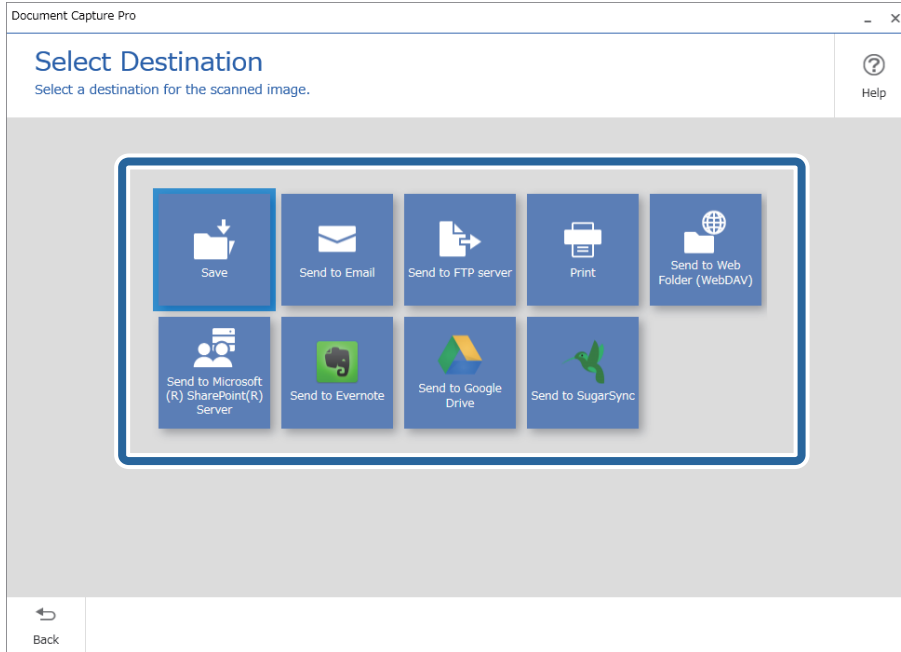 Document Capture Pro
Select Destination
Select a destination for the scanned image.
Help
Save
Send to Email
Send to FTP server
Print
Send to Web
Folder (WebDAV)
Send to Microsoft
(R) SharePoint(R)
Server
Send to Evernote
Send to Google
Drive
Send to SugarSync
Back